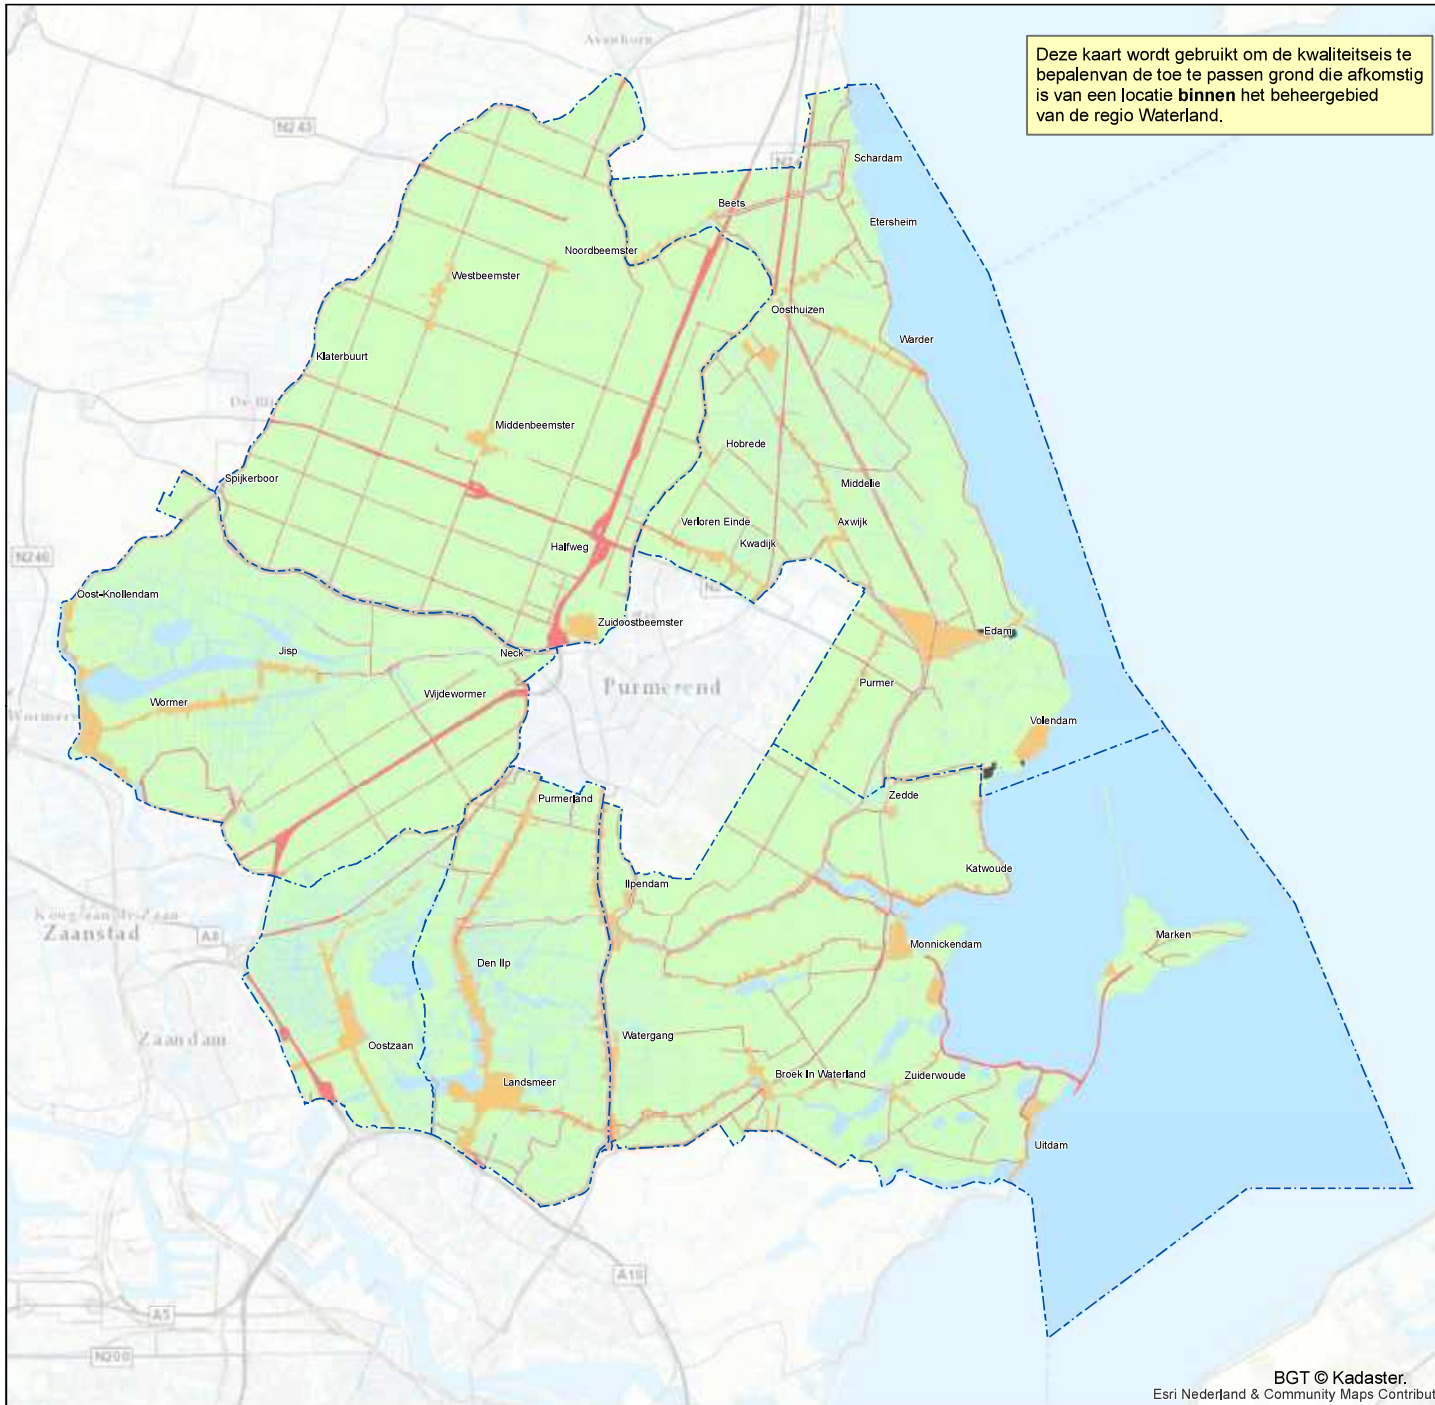 Avenhorn
Deze kaart wordt gebruikt om de kwaliteitseis te
bepalenvan de toe te passen grond die afkomstig
is van een locatie binnen het beheergebied
van de regio Waterland.
N243
Schardam
Beets
Etersheim
Noordbeemster
Westbeemster
Oosthuizen
Warder
Klaterbuurt
Middenbeemster
Hobrede
Spijkerboor
Middelie
Verloren Einde
Axwijk
Kwadijk
Halfweg
N246
Oost-Knollendam
Zuidoostbeemster
Edam
Jisp
Neck
Purmerend
Purmer
Wijdewormer
Wormer
Volendam
Purmerland
Zedde
Katwoude
Ilpendam
Zaanstad
A8
Marken
Monnickendam
Den Ilp
Watergang
Zaandam
Oostzaan
Broek In Waterland
Zuiderwoude
Landsmeer
Uitdam
A10
A5
N200
BGT © Kadaster.
Esri Nederland & Community Maps Contribut